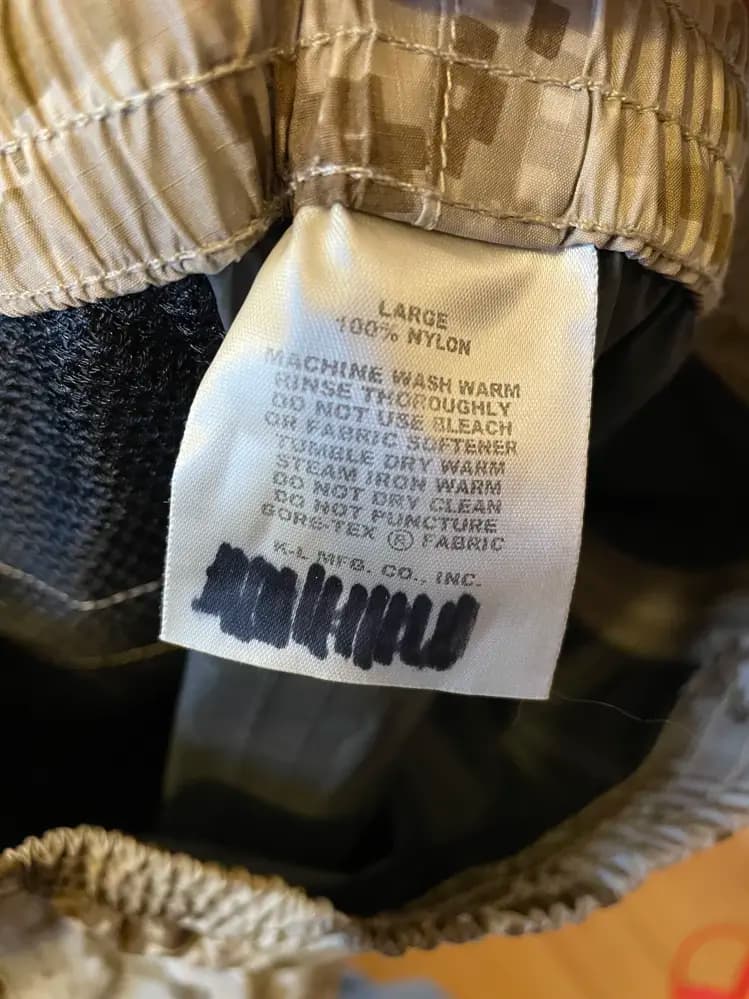 LARGE
100% NYLON
MACHINE WASH WARM
RINSE THOROUGHLY
DO NOT USE BLEACH
OR FABRIC SOFTENER
TUMBLE DRY WARM
STEAM IRON WARM
DO NOT DRY CLEAN
DO NOT PUNCTURE
GORE-TEX ® FABRIC
K-L MFG. CO., INC.